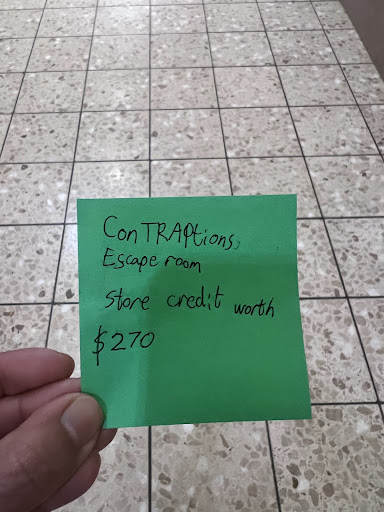 ConTRAPtions,
Escape room
store credit worth
$270